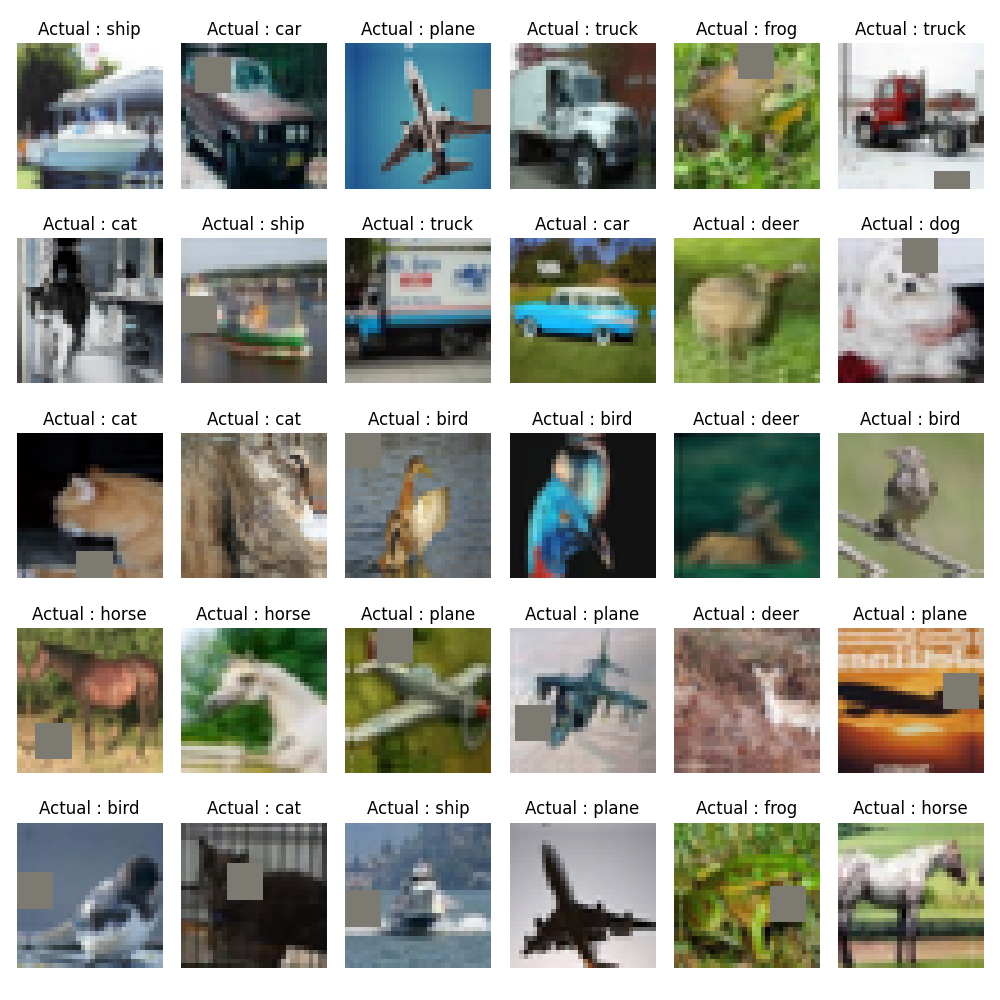 Actual : ship
Actual : car
Actual : plane
Actual : truck
Actual : frog
Actual : truck
Actual : cat
Actual : ship
Actual : truck
Actual : car
Actual : deer
Actual : dog
Actual : cat
Actual : cat
Actual : bird
Actual : bird
Actual : deer
Actual : bird
Actual : horse
Actual : horse
Actual : plane
Actual : plane
Actual : deer
Actual : plane
Actual : bird
Actual : cat
Actual : ship
Actual : plane
Actual : frog
Actual : horse